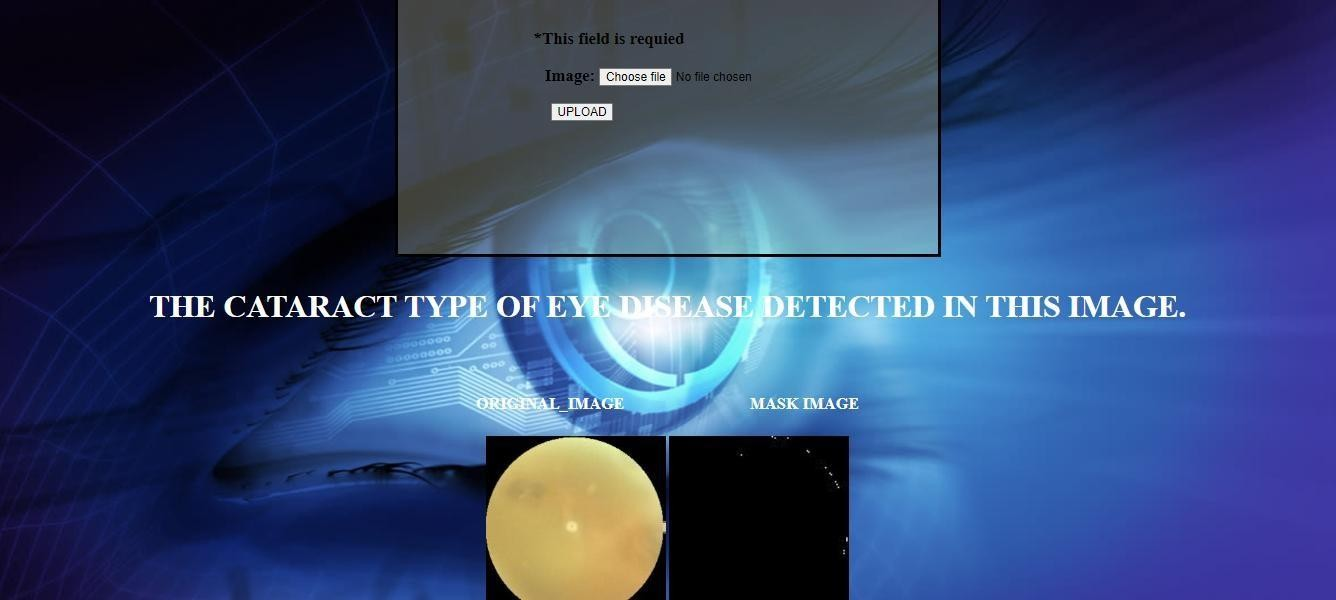 *This field is requied
Image: Choose file No file chosen
UPLOAD
THE CATARACT TYPE OF EYE DISEASE DETECTED IN THIS IMAGE.
ORIGINAL_IMAGE MASK IMAGE